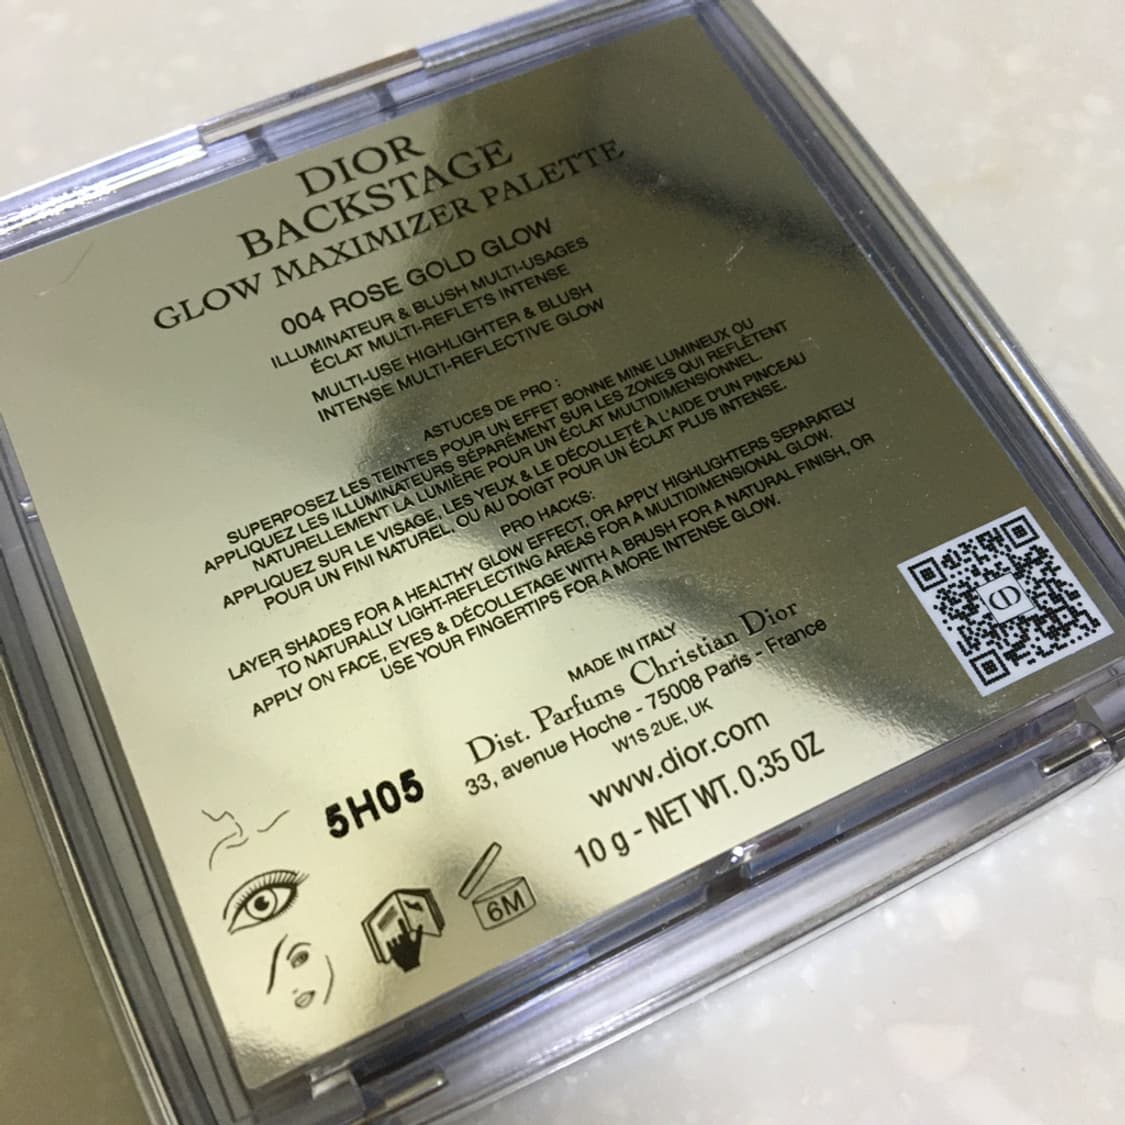 DIOR
BACKSTAGE
GLOW MAXIMIZER PALETTE
004 ROSE GOLD GLOW
ILLUMINATEUR & BLUSH MULTI-USAGES
ÉCLAT MULTI-REFLETS INTENSE
MULTI-USE HIGHLIGHTER & BLUSH
INTENSE MULTI-REFLECTIVE GLOW
ASTUCES DE PRO :
SUPERPOSEZ LES TEINTES POUR UN EFFET BONNE MINE LUMINEUX OU
APPLIQUEZ LES ILLUMINATEURS SÉPARÉMENT SUR LES ZONES QUI REFLÈTENT
NATURELLEMENT LA LUMIÈRE POUR UN ÉCLAT MULTIDIMENSIONNEL.
APPLIQUEZ SUR LE VISAGE, LES YEUX & LE DÉCOLLETÉ À L'AIDE D'UN PINCEAU
POUR UN FINI NATUREL, OU AU DOIGT POUR UN ÉCLAT PLUS INTENSE.
PRO HACKS:
LAYER SHADES FOR A HEALTHY GLOW EFFECT, OR APPLY HIGHLIGHTERS SEPARATELY
TO NATURALLY LIGHT-REFLECTING AREAS FOR A MULTIDIMENSIONAL GLOW.
APPLY ON FACE, EYES & DÉCOLLETAGE WITH A BRUSH FOR A NATURAL FINISH, OR
USE YOUR FINGERTIPS FOR A MORE INTENSE GLOW.
MADE IN ITALY
Dist. Parfums Christian Dior
33, avenue Hoche - 75008 Paris - France
W1S 2UE, UK
www.dior.com
10 g - NET WT. 0.35 OZ
5H05
6M
CD